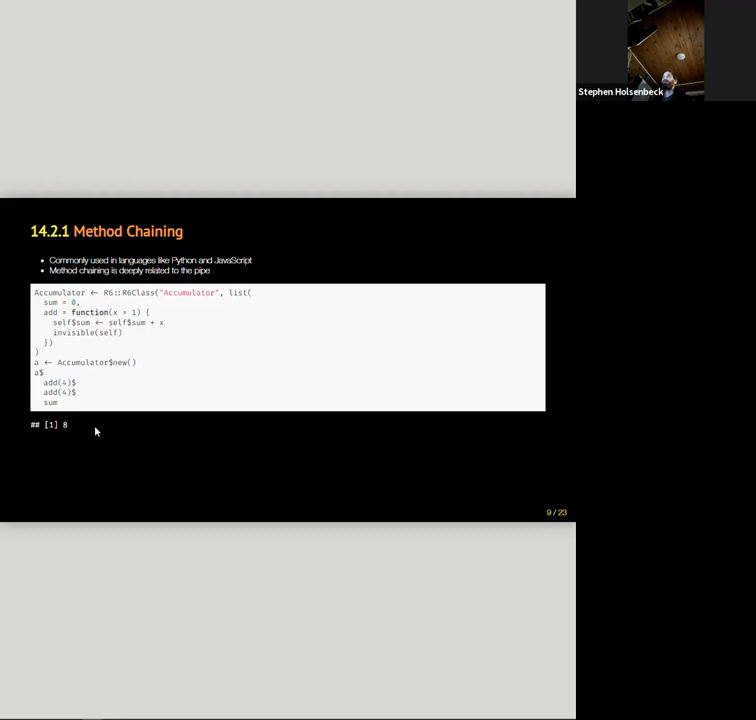 Stephen Holsenbeck
14.2.1 Method Chaining
• Commonly used in languages like Python and JavaScript
• Method chaining is deeply related to the pipe
Accumulator <- R6::R6Class("Accumulator", list(
  sum = 0,
  add = function(x = 1) {
    self$sum <- self$sum + x
    invisible(self)
  })
)
a <- Accumulator$new()
a$
  add(4)$
  add(4)$
  sum
## [1] 8
9 / 23